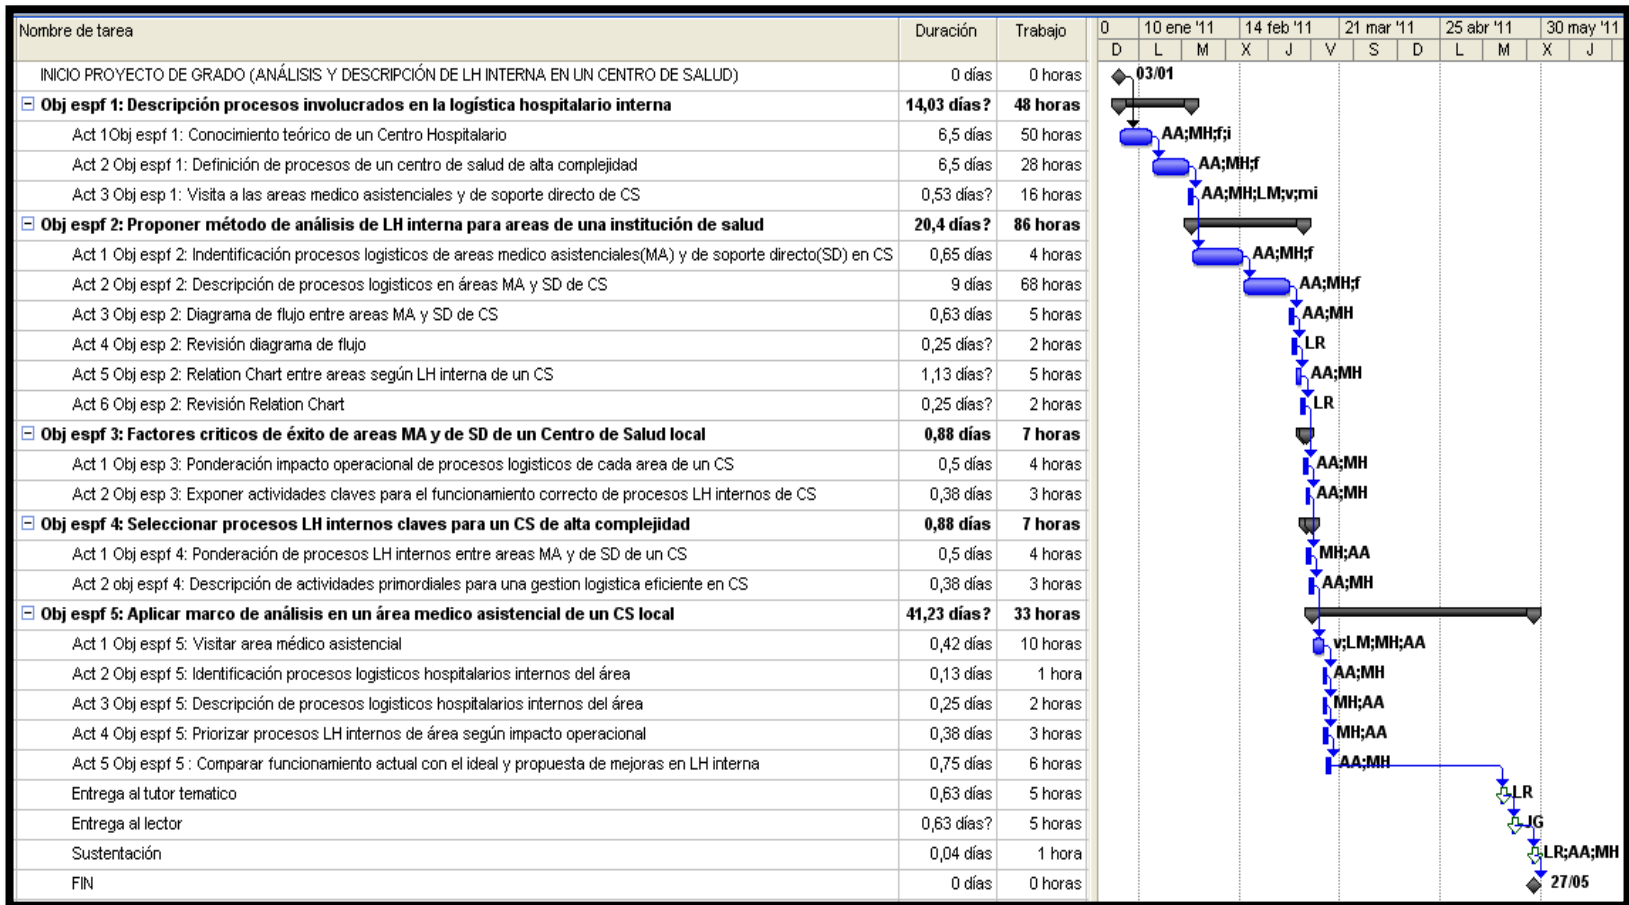 Nombre de tarea Duración Trabajo 0 10 ene '11 14 feb '11 21 mar '11 25 abr '11 30 may '11
D L M X J V S D L M X J
INICIO PROYECTO DE GRADO (ANÁLISIS Y DESCRIPCIÓN DE LH INTERNA EN UN CENTRO DE SALUD) 0 días 0 horas 03/01
Obj espf 1: Descripción procesos involucrados en la logística hospitalario interna 14,03 días? 48 horas
Act 1Obj espf 1: Conocimiento teórico de un Centro Hospitalario 6,5 días 50 horas AA;MH;f;i
Act 2 Obj espf 1: Definición de procesos de un centro de salud de alta complejidad 6,5 días 28 horas AA;MH;f
Act 3 Obj esp 1: Visita a las areas medico asistenciales y de soporte directo de CS 0,53 días? 16 horas AA;MH;LM;v;mi
Obj espf 2: Proponer método de análisis de LH interna para areas de una institución de salud 20,4 días? 86 horas
Act 1 Obj espf 2: Indentificación procesos logisticos de areas medico asistenciales(MA) y de soporte directo(SD) en CS 0,65 días 4 horas AA;MH;f
Act 2 Obj espf 2: Descripción de procesos logisticos en áreas MA y SD de CS 9 días 68 horas AA;MH;f
Act 3 Obj esp 2: Diagrama de flujo entre areas MA y SD de CS 0,63 días 5 horas AA;MH
Act 4 Obj esp 2: Revisión diagrama de flujo 0,25 días? 2 horas LR
Act 5 Obj esp 2: Relation Chart entre areas según LH interna de un CS 1,13 días? 5 horas AA;MH
Act 6 Obj esp 2: Revisión Relation Chart 0,25 días? 2 horas LR
Obj espf 3: Factores criticos de éxito de areas MA y de SD de un Centro de Salud local 0,88 días 7 horas
Act 1 Obj esp 3: Ponderación impacto operacional de procesos logisticos de cada area de un CS 0,5 días 4 horas AA;MH
Act 2 Obj esp 3: Exponer actividades claves para el funcionamiento correcto de procesos LH internos de CS 0,38 días 3 horas AA;MH
Obj espf 4: Seleccionar procesos LH internos claves para un CS de alta complejidad 0,88 días 7 horas
Act 1 Obj espf 4: Ponderación de procesos LH internos entre areas MA y de SD de un CS 0,5 días 4 horas MH;AA
Act 2 obj espf 4: Descripción de actividades primordiales para una gestion logistica eficiente en CS 0,38 días 3 horas AA;MH
Obj espf 5: Aplicar marco de análisis en un área medico asistencial de un CS local 41,23 días? 33 horas
Act 1 Obj espf 5: Visitar area médico asistencial 0,42 días 10 horas v;LM;MH;AA
Act 2 Obj espf 5: Identificación procesos logisticos hospitalarios internos del área 0,13 días 1 hora AA;MH
Act 3 Obj espf 5: Descripción de procesos logisticos hospitalarios internos del área 0,25 días 2 horas MH;AA
Act 4 Obj espf 5: Priorizar procesos LH internos de área según impacto operacional 0,38 días 3 horas MH;AA
Act 5 Obj espf 5 : Comparar funcionamiento actual con el ideal y propuesta de mejoras en LH interna 0,75 días 6 horas AA;MH
Entrega al tutor tematico 0,63 días 5 horas LR
Entrega al lector 0,63 días? 5 horas JG
Sustentación 0,04 días 1 hora LR;AA;MH
FIN 0 días 0 horas 27/05